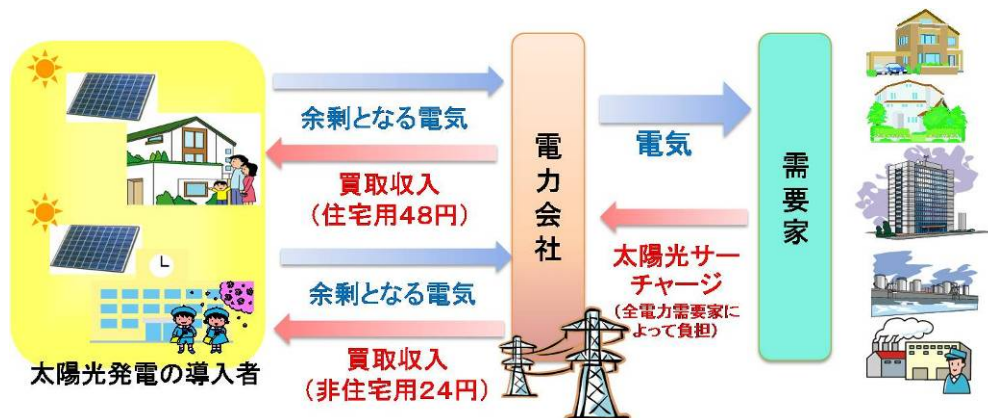 余剰となる電気
買取収入
（住宅用48円）
余剰となる電気
買取収入
（非住宅用24円）
太陽光発電の導入者
電力会社
電気
太陽光サー
チャージ
（全電力需要家に
よって負担）
需要家